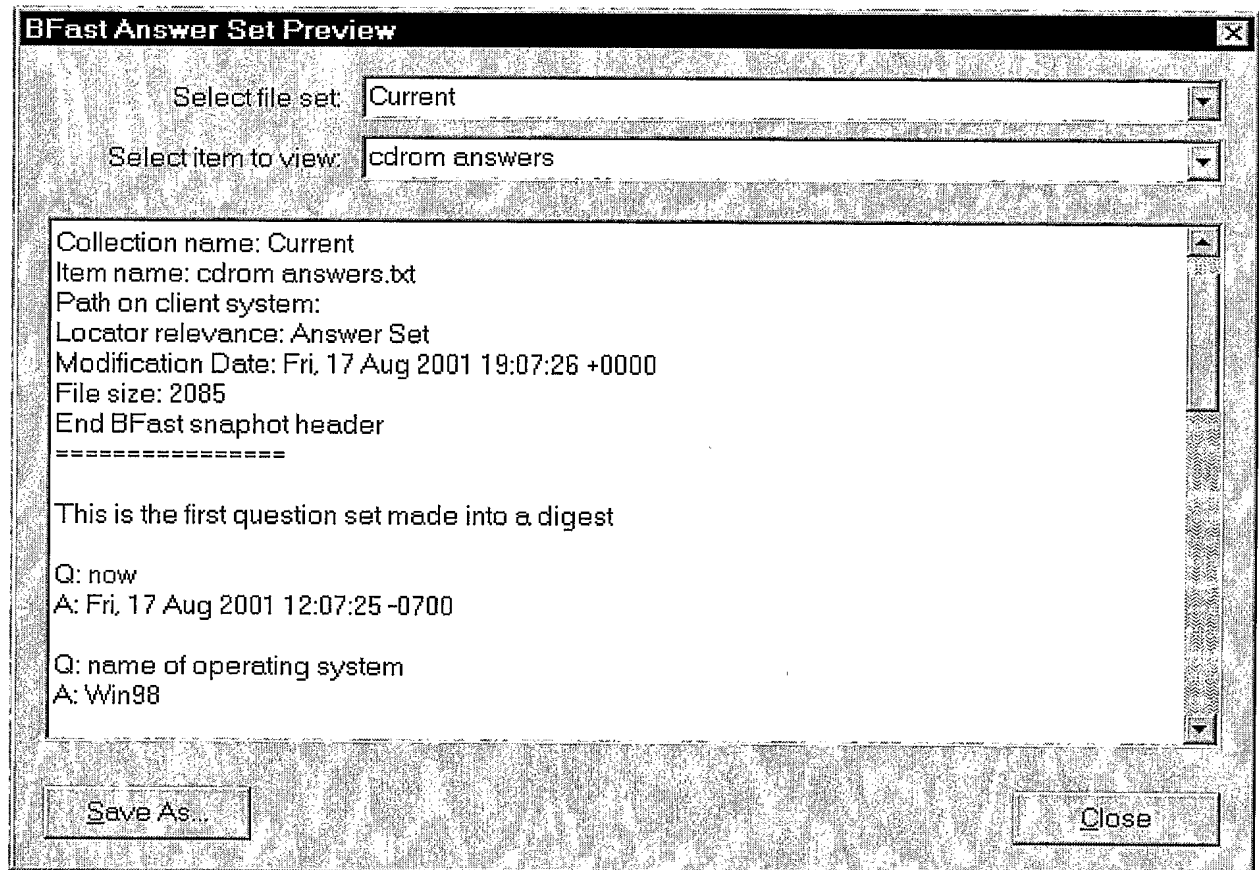 BFast Answer Set Preview
Select file set: Current
Select item to view: cdrom answers
Collection name: Current
Item name: cdrom answers.txt
Path on client system:
Locator relevance: Answer Set
Modification Date: Fri, 17 Aug 2001 19:07:26 +0000
File size: 2085
End BFast snaphot header
================
This is the first question set made into a digest
Q: now
A: Fri, 17 Aug 2001 12:07:25 -0700
Q: name of operating system
A: Win98
Save As... Close